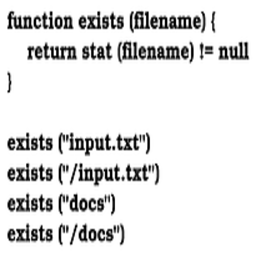 function exists (filename) {
return stat (filename) != null
}
exists ("input.txt")
exists ("/input.txt")
exists ("docs")
exists ("/docs")